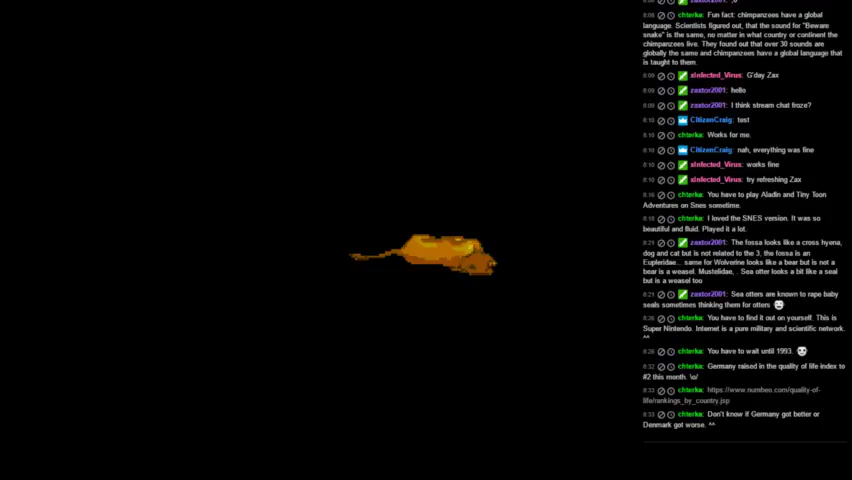 chterka: Fun fact: chimpanzees have a global
language. Scientists figured out, that the sound for "Beware
snake" is the same, no matter in what country or continent the
chimpanzees live. They found out that over 30 sounds are
globally the same and chimpanzees have a global language that
is taught to them.
8:09 xInfected_Virus: G'day Zax
8:09 zaxtor2001: hello
8:09 zaxtor2001: I think stream chat froze?
8:10 CitizenCraig: test
8:10 chterka: Works for me.
8:10 CitizenCraig: nah, everything was fine
8:10 xInfected_Virus: works fine
8:10 xInfected_Virus: try refreshing Zax
8:16 chterka: You have to play Aladin and Tiny Toon
Adventures on Snes sometime.
8:18 chterka: I loved the SNES version. It was so
beautiful and fluid. Played it a lot.
8:21 zaxtor2001: The fossa looks like a cross hyena,
dog and cat but is not related to the 3, the fossa is an
Eupleridae... same for Wolverine looks like a bear but is not a
bear is a weasel. Mustelidae, . Sea otter looks a bit like a seal
but is a weasel too
8:21 zaxtor2001: Sea otters are known to rape baby
seals sometimes thinking them for otters
8:26 chterka: You have to find it out on yourself. This is
Super Nintendo. Internet is a pure military and scientific network.
^^
8:26 chterka: You have to wait until 1993.
8:32 chterka: Germany raised in the quality of life index to
#2 this month. \o/
8:33 chterka: https://www.numbeo.com/quality-of-
life/rankings_by_country.jsp
8:33 chterka: Don't know if Germany got better or
Denmark got worse. ^^